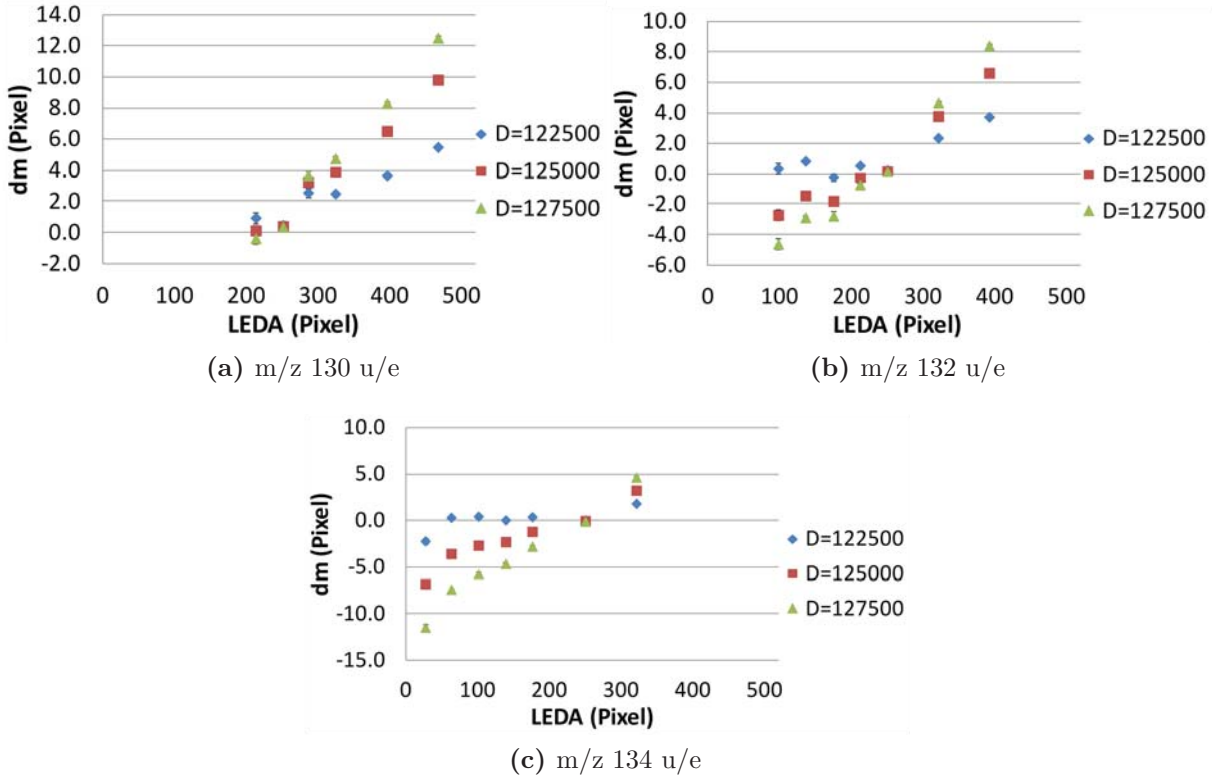 14.0
12.0
10.0
8.0
6.0
4.0
2.0
0.0
-2.0
dm (Pixel)
0 100 200 300 400 500
LEDA (Pixel)
D=122500
D=125000
D=127500
(a) m/z 130 u/e
10.0
8.0
6.0
4.0
2.0
0.0
-2.0
-4.0
-6.0
dm (Pixel)
0 100 200 300 400 500
LEDA (Pixel)
D=122500
D=125000
D=127500
(b) m/z 132 u/e
10.0
5.0
0.0
-5.0
-10.0
-15.0
dm (Pixel)
0 100 200 300 400 500
LEDA (Pixel)
D=122500
D=125000
D=127500
(c) m/z 134 u/e